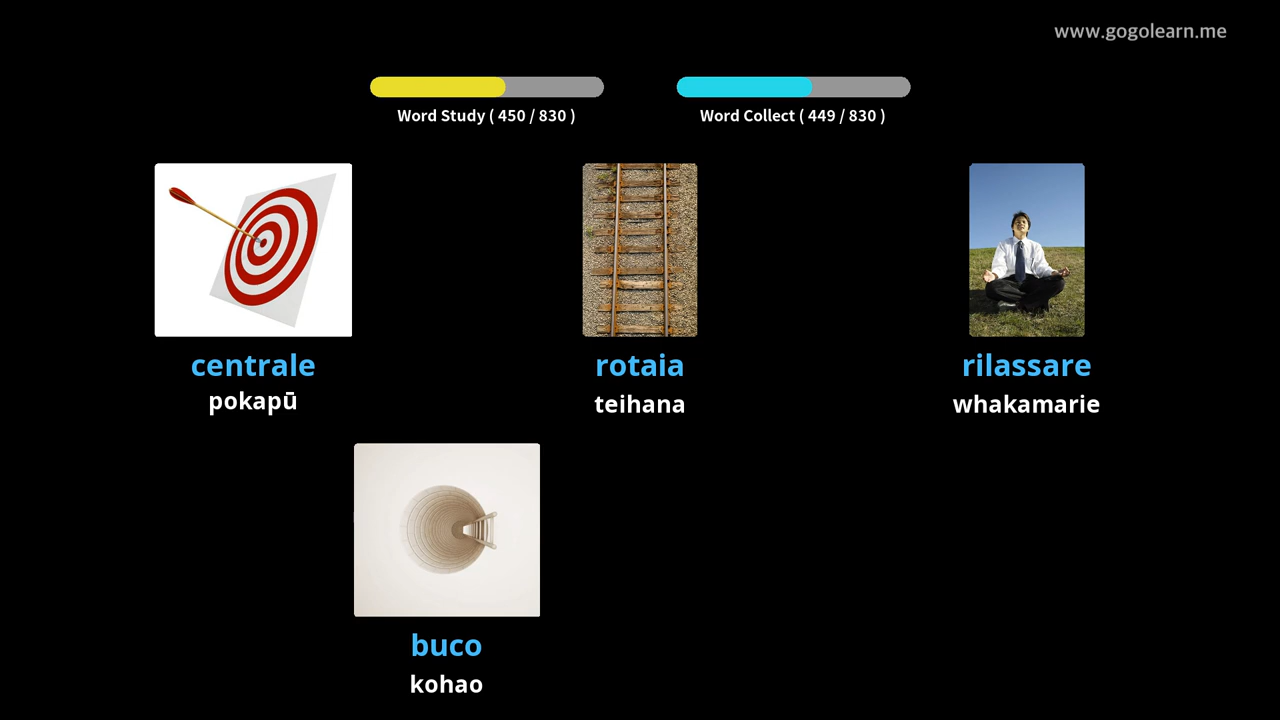 www.gogolearn.me
Word Study ( 450 / 830 )
Word Collect ( 449 / 830 )
centrale
pokapū
rotaia
teihana
rilassare
whakamarie
buco
kohao